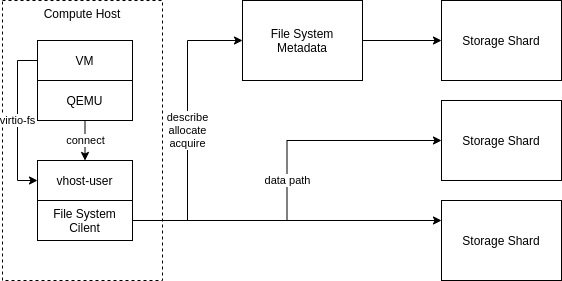 Compute Host
VM
QEMU
virtio-fs
connect
vhost-user
File System
Cilent
describe
allocate
acquire
File System
Metadata
data path
Storage Shard
Storage Shard
Storage Shard